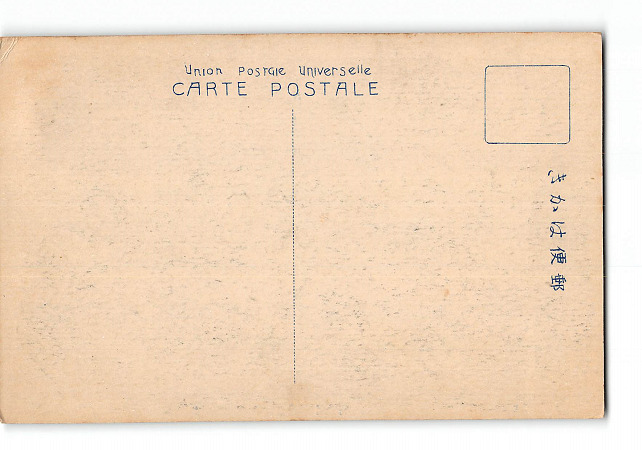 Union Postale Universelle
CARTE POSTALE
きかは便郵